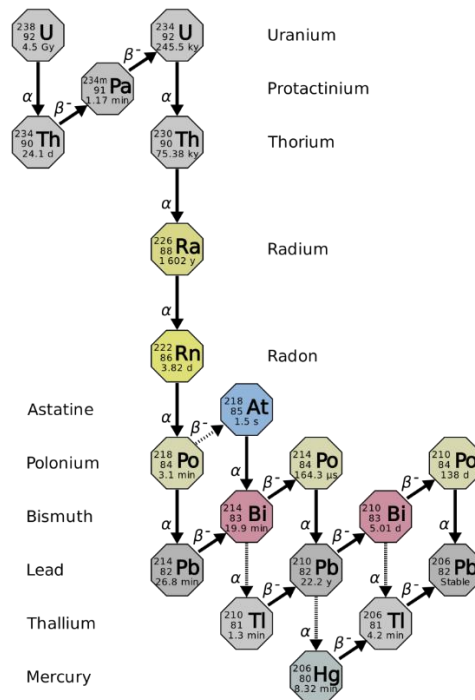 238 92 U 4.5 Gy
234 92 U 245.5 ky
Uranium
β⁻
β⁻
234m 91 Pa 1.17 min
Protactinium
α
α
234 90 Th 24.1 d
230 90 Th 75.38 ky
Thorium
α
226 88 Ra 1 602 y
Radium
α
222 86 Rn 3.82 d
Radon
α
β⁻
Astatine
218 85 At 1.5 s
Polonium
218 84 Po 3.1 min
α
β⁻
214 84 Po 164.3 µs
β⁻
210 84 Po 138 d
Bismuth
α
β⁻
214 83 Bi 19.9 min
α
β⁻
210 83 Bi 5.01 d
α
Lead
214 82 Pb 26.8 min
α
β⁻
210 82 Pb 22.2 y
α
β⁻
206 82 Pb Stable
Thallium
210 81 Tl 1.3 min
α
β⁻
206 81 Tl 4.2 min
Mercury
206 80 Hg 8.32 min